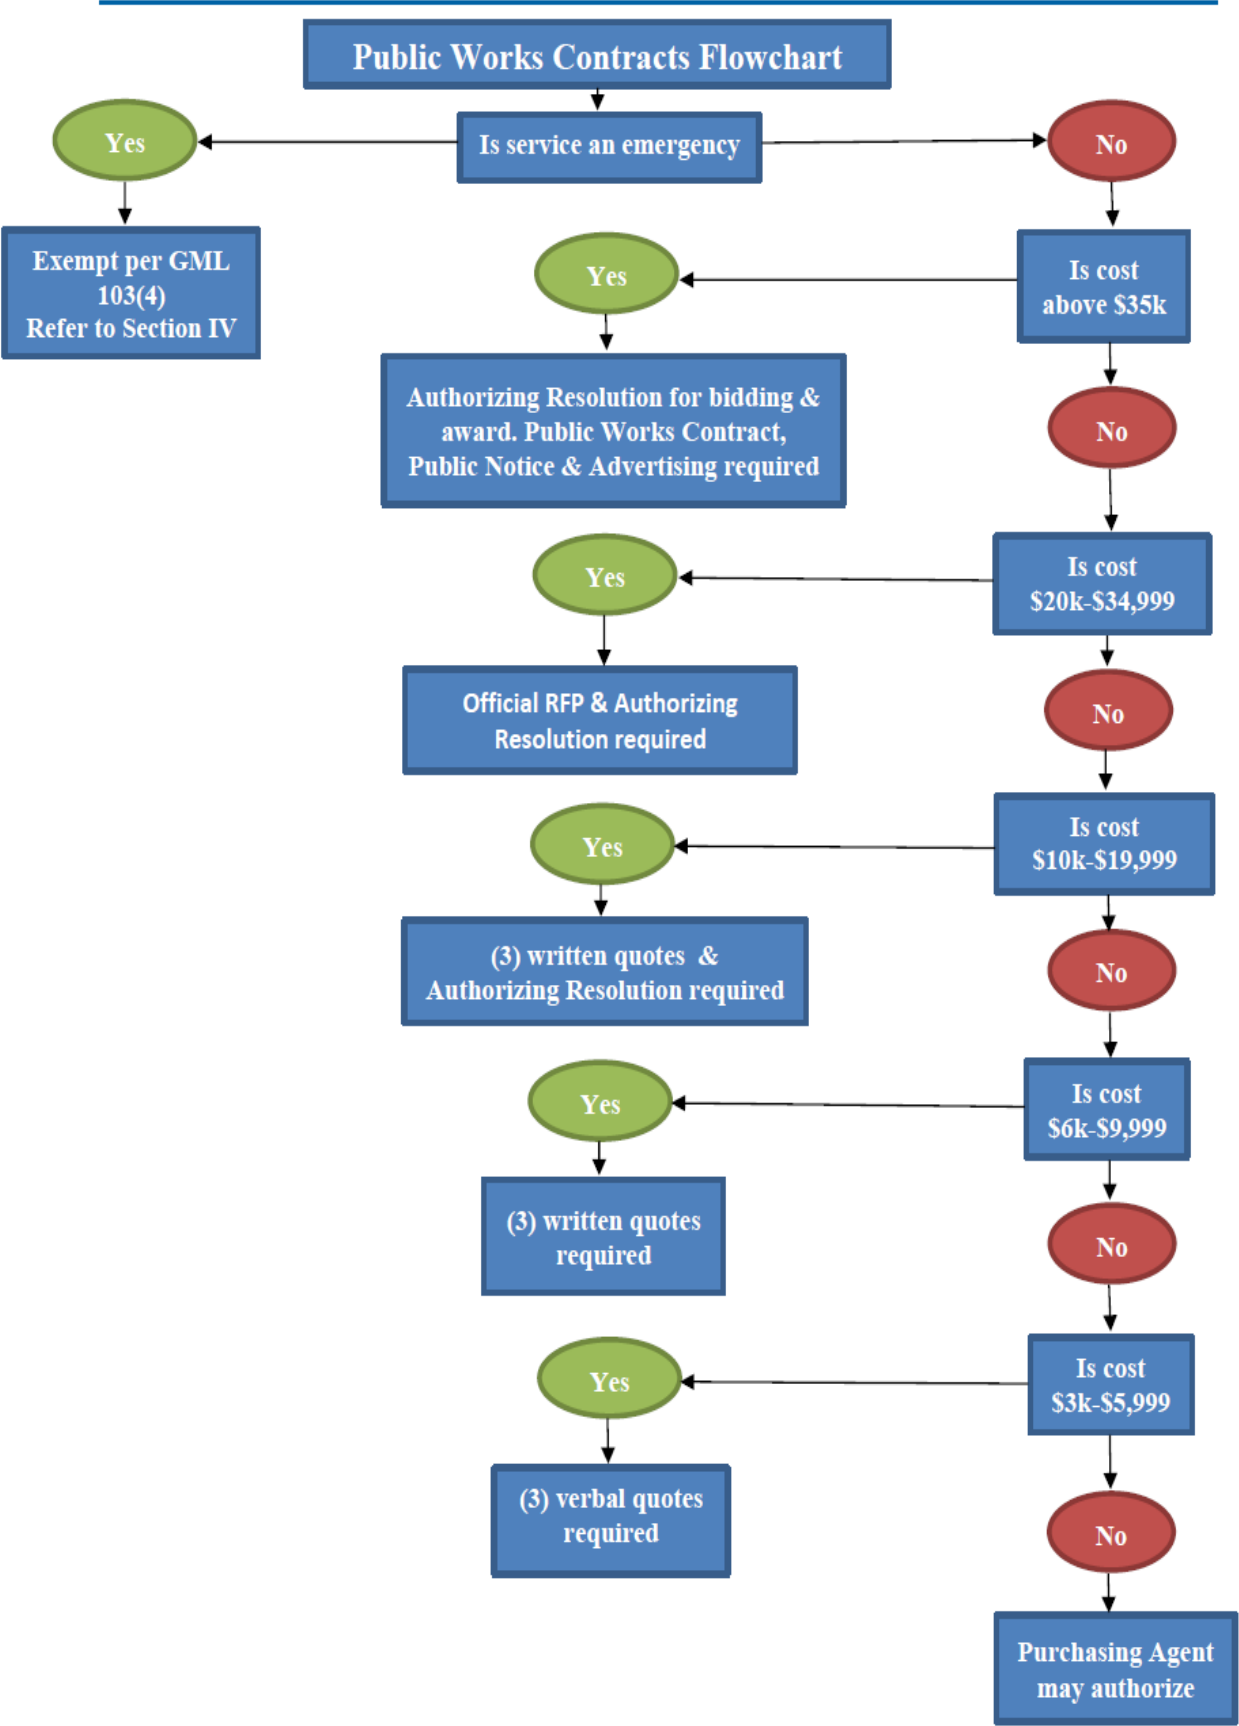 Public Works Contracts Flowchart
Yes
Is service an emergency
No
Exempt per GML
103(4)
Refer to Section IV
Yes
Is cost
above $35k
Authorizing Resolution for bidding &
award. Public Works Contract,
Public Notice & Advertising required
No
Yes
Is cost
$20k-$34,999
Official RFP & Authorizing
Resolution required
No
Yes
Is cost
$10k-$19,999
(3) written quotes &
Authorizing Resolution required
No
Yes
Is cost
$6k-$9,999
(3) written quotes
required
No
Yes
Is cost
$3k-$5,999
(3) verbal quotes
required
No
Purchasing Agent
may authorize